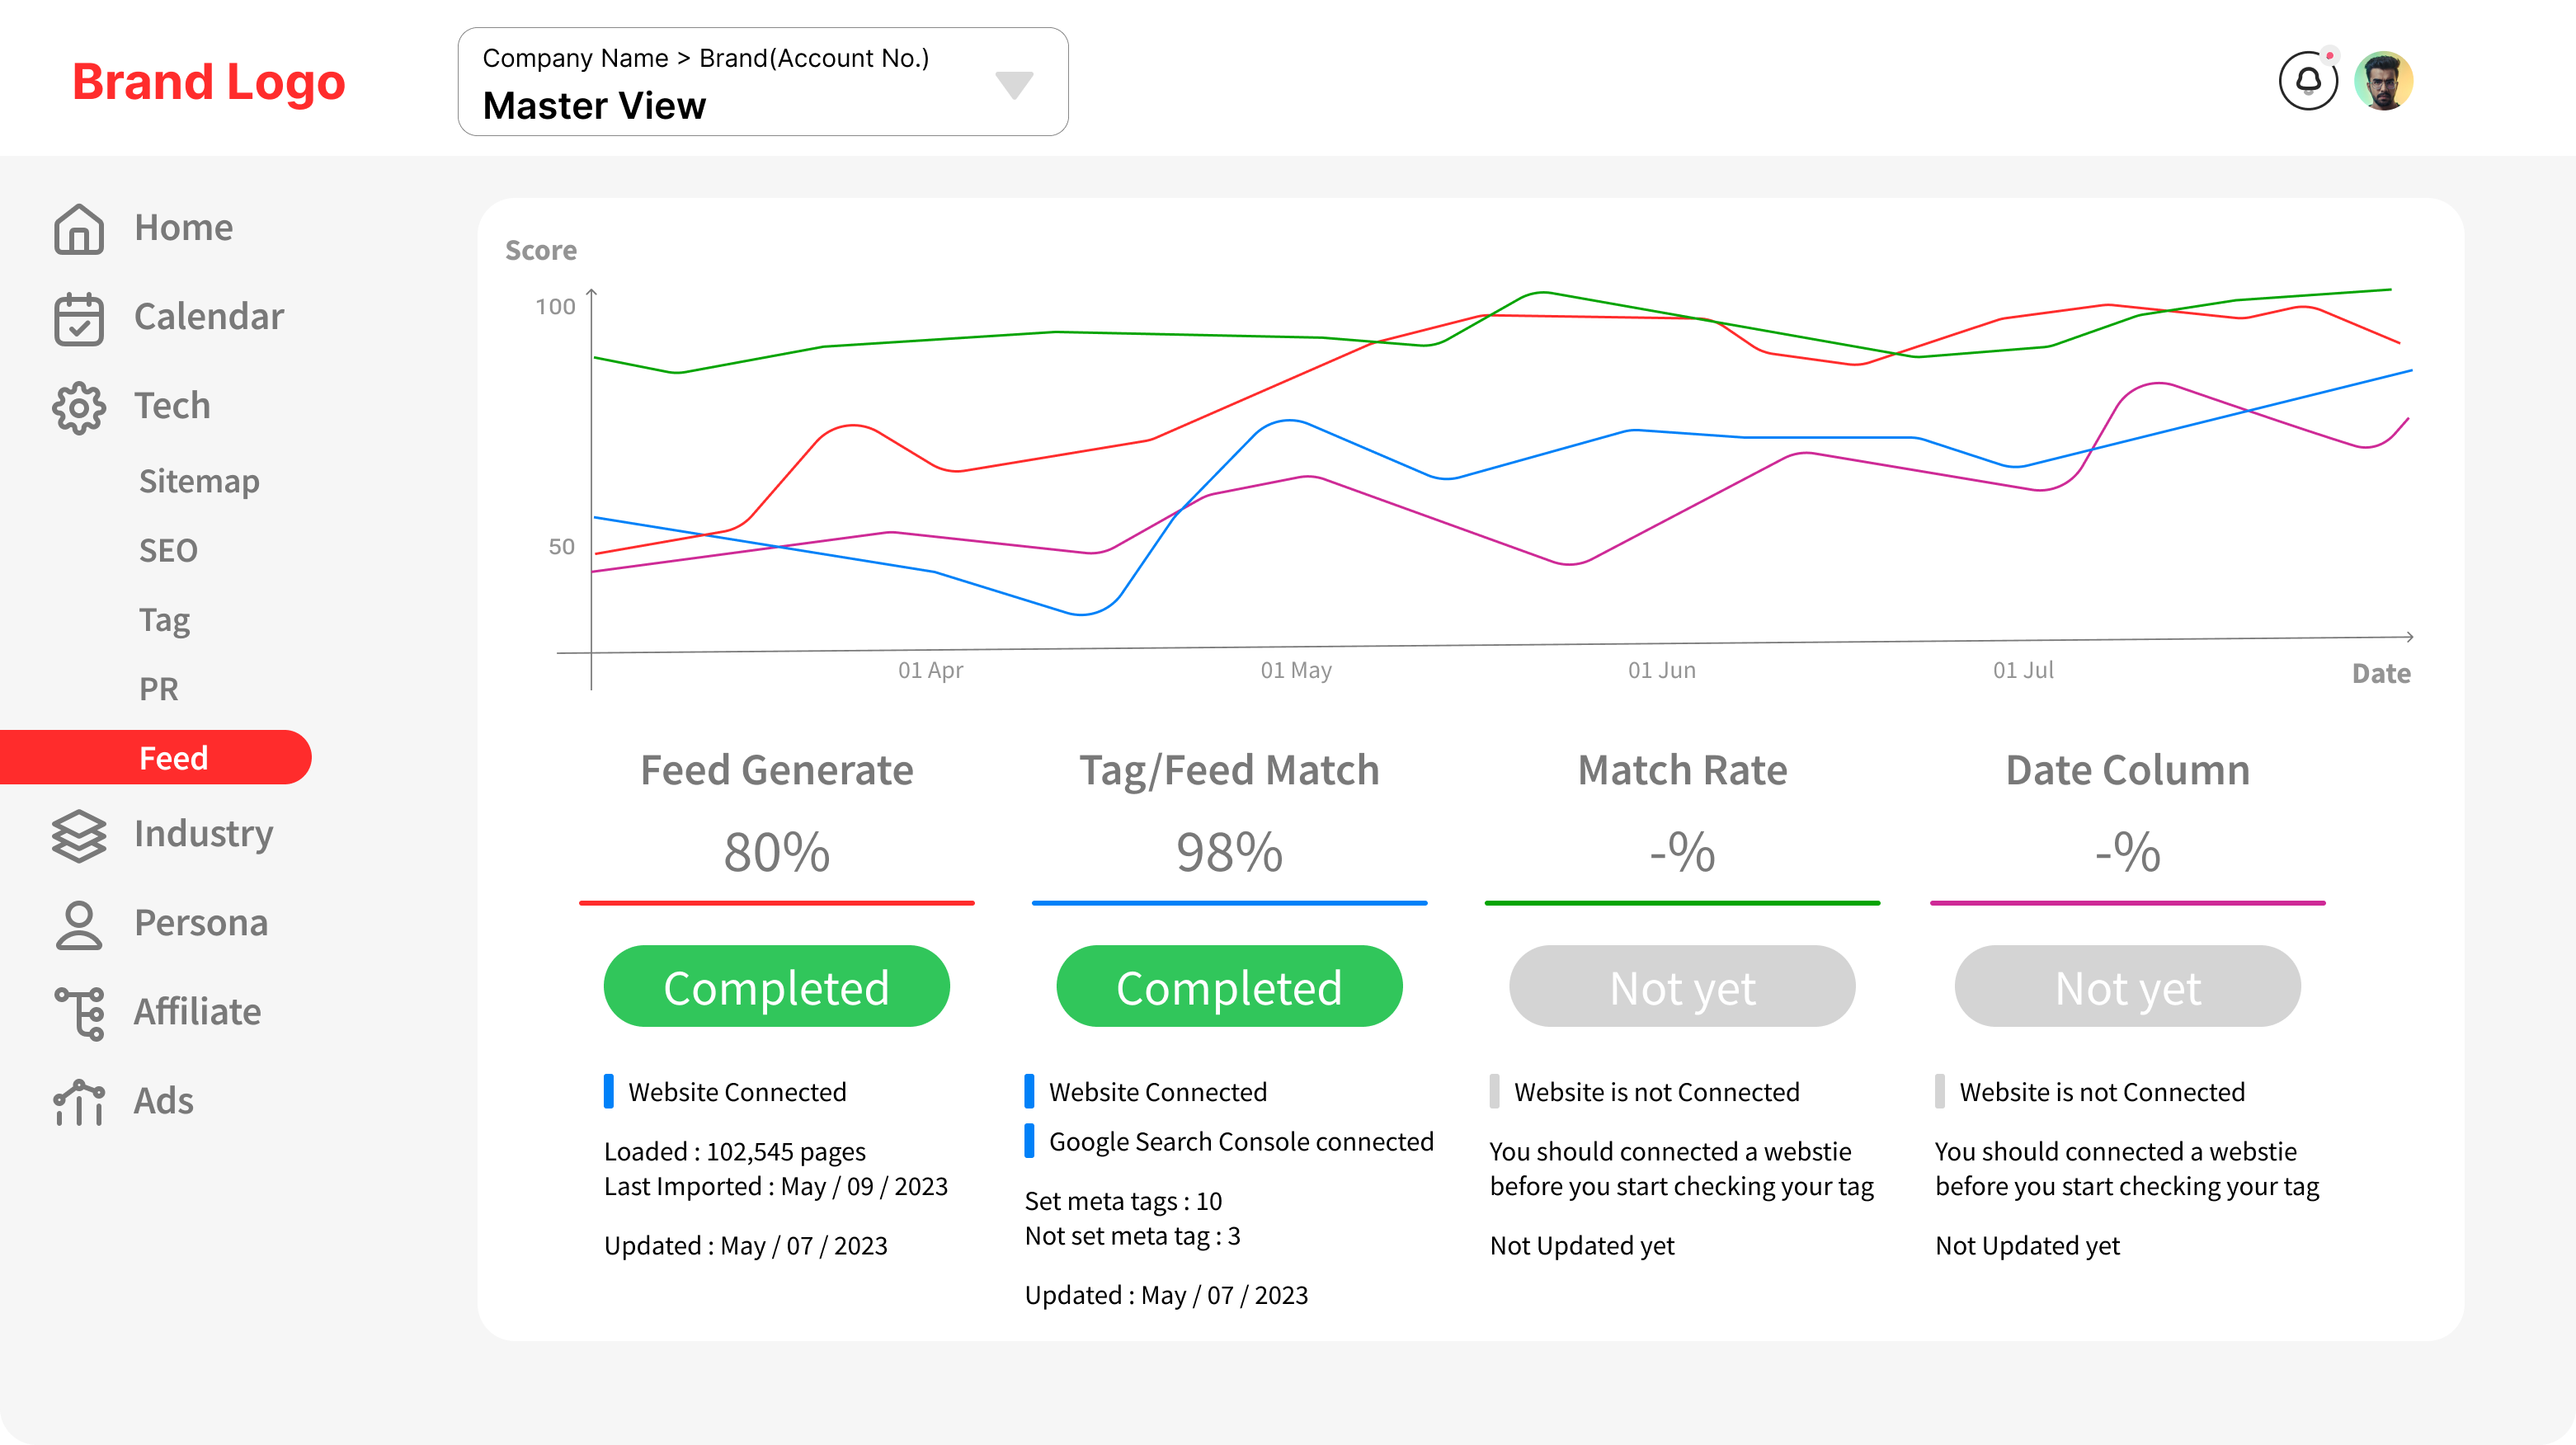 Brand Logo
Company Name > Brand(Account No.)
Master View
Home
Calendar
Tech
Sitemap
SEO
Tag
PR
Feed
Industry
Persona
Affiliate
Ads
Score
100
50
01 Apr
01 May
01 Jun
01 Jul
Date
Feed Generate
80%
Completed
Website Connected
Loaded : 102,545 pages
Last Imported : May / 09 / 2023
Updated : May / 07 / 2023
Tag/Feed Match
98%
Completed
Website Connected
Google Search Console connected
Set meta tags : 10
Not set meta tag : 3
Updated : May / 07 / 2023
Match Rate
-%
Not yet
Website is not Connected
You should connected a webstie
before you start checking your tag
Not Updated yet
Date Column
-%
Not yet
Website is not Connected
You should connected a webstie
before you start checking your tag
Not Updated yet